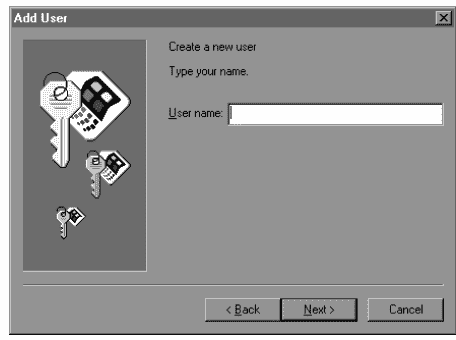 Add User
Create a new user
Type your name.
User name:
< Back
Next >
Cancel